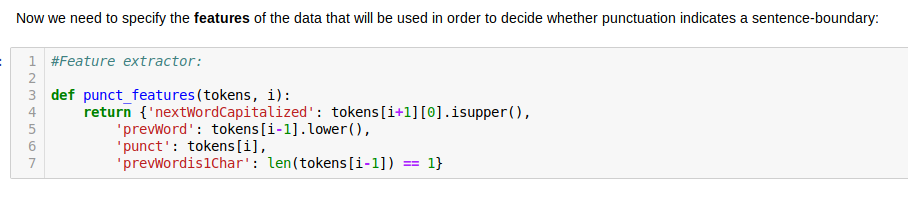 Now we need to specify the features of the data that will be used in order to decide whether punctuation indicates a sentence-boundary:
1 #Feature extractor:
2
3 def punct_features(tokens, i):
4     return {'nextWordCapitalized': tokens[i+1][0].isupper(),
5         'prevWord': tokens[i-1].lower(),
6         'punct': tokens[i],
7         'prevWordis1Char': len(tokens[i-1]) == 1}